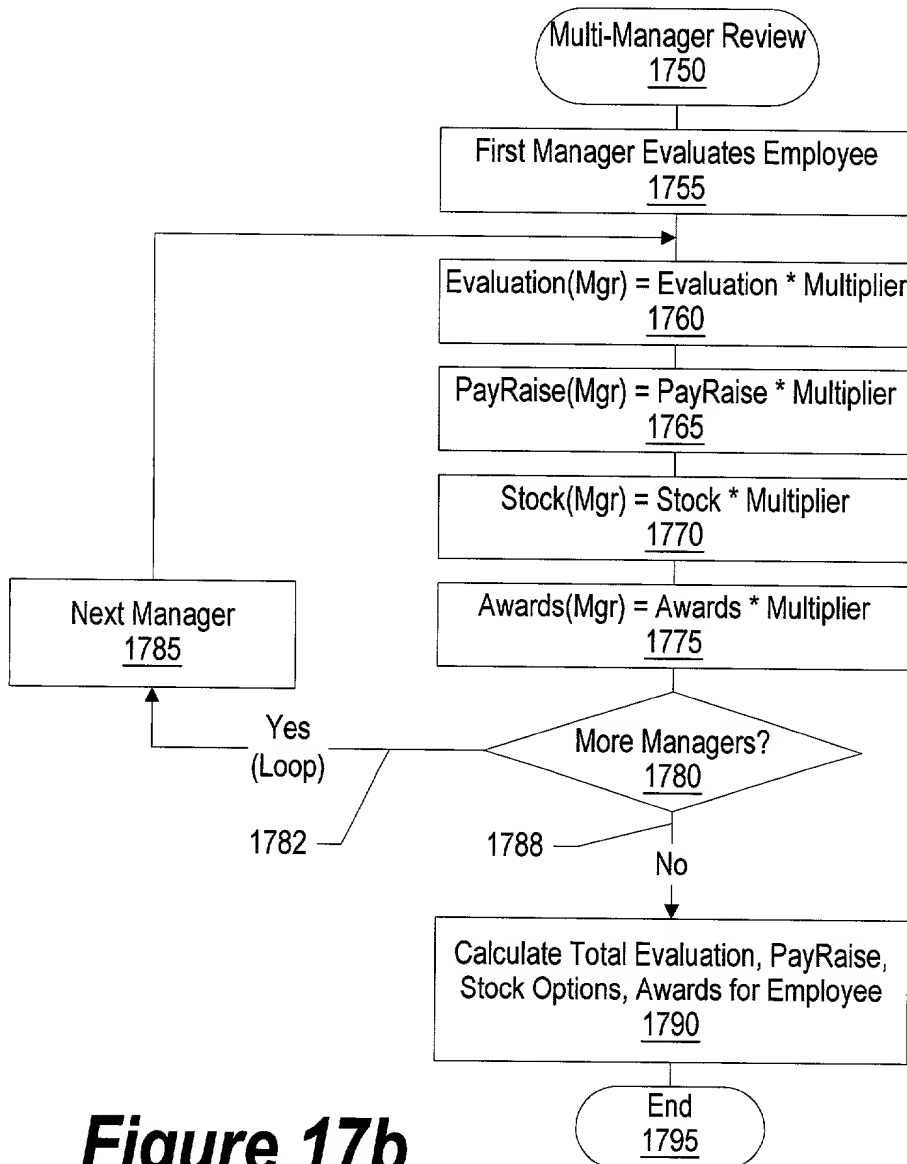 Multi-Manager Review
1750
First Manager Evaluates Employee
1755
Evaluation(Mgr) = Evaluation * Multiplier
1760
PayRaise(Mgr) = PayRaise * Multiplier
1765
Stock(Mgr) = Stock * Multiplier
1770
Awards(Mgr) = Awards * Multiplier
1775
Next Manager
1785
More Managers?
1780
Yes
(Loop)
1782
1788
No
Calculate Total Evaluation, PayRaise,
Stock Options, Awards for Employee
1790
End
1795
Figure 17b